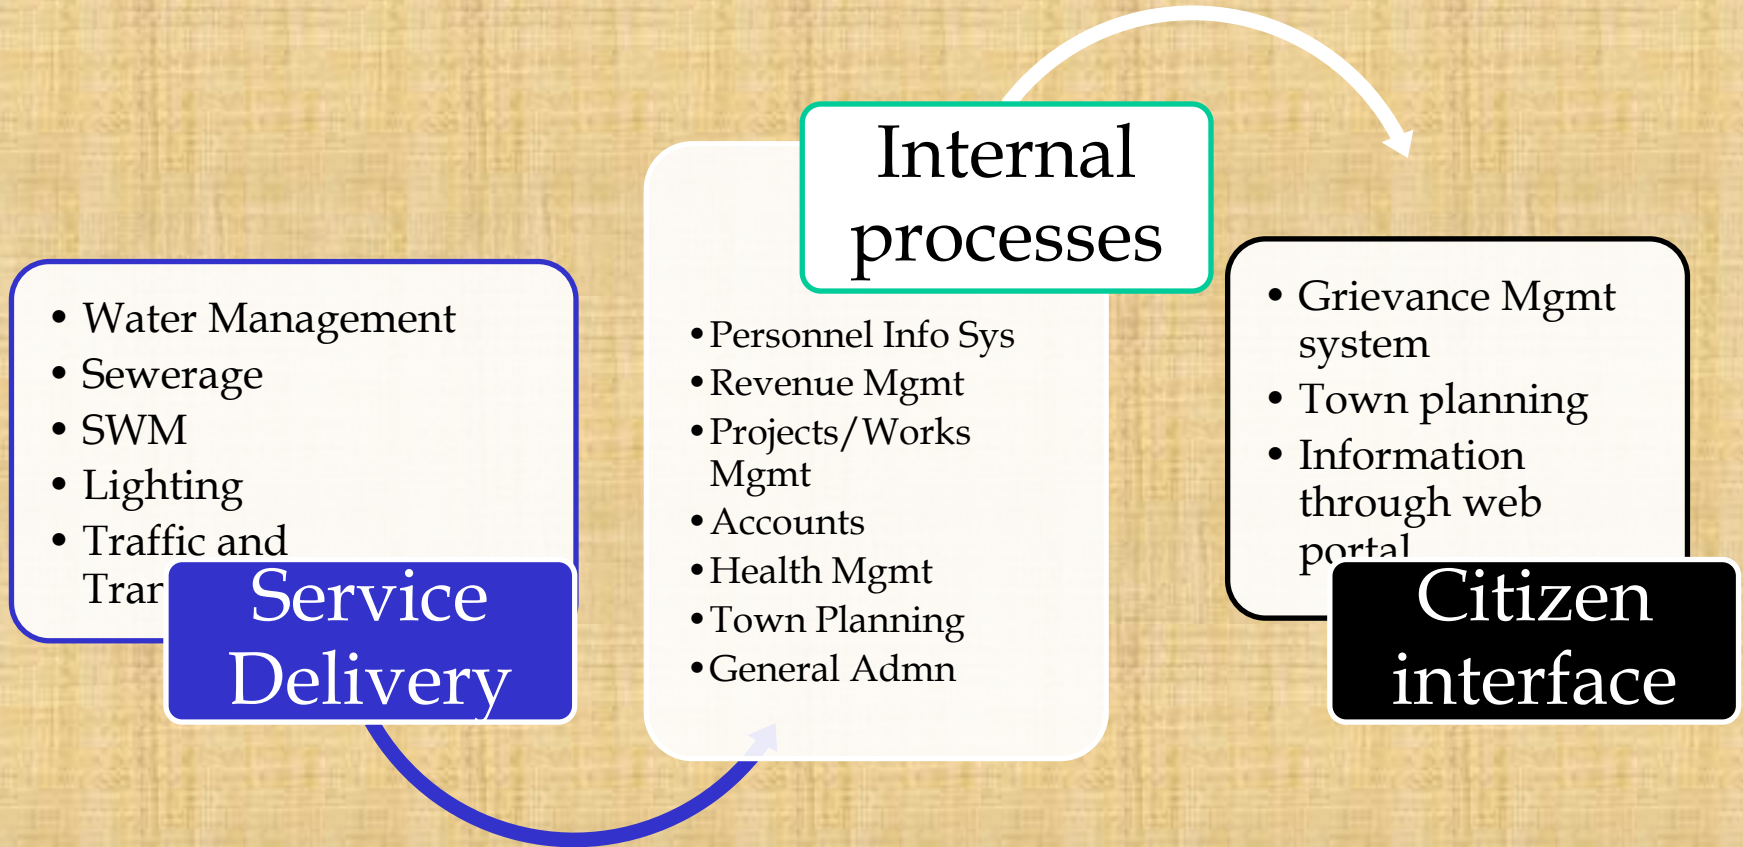 • Water Management
• Sewerage
• SWM
• Lighting
• Traffic and
Service
Delivery
Internal
processes
•Personnel Info Sys
•Revenue Mgmt
•Projects/Works
Mgmt
•Accounts
•Health Mgmt
•Town Planning
•General Admn
• Grievance Mgmt
system
• Town planning
• Information
through web
portal
Citizen
interface